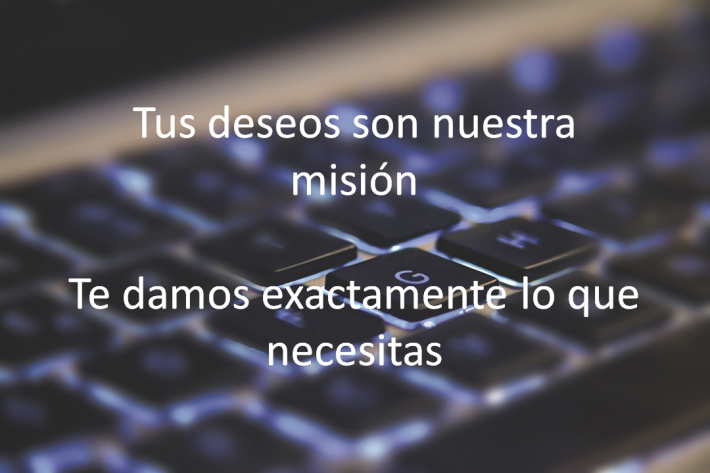 Tus deseos son nuestra
misión
Te damos exactamente lo que
necesitas
G
H